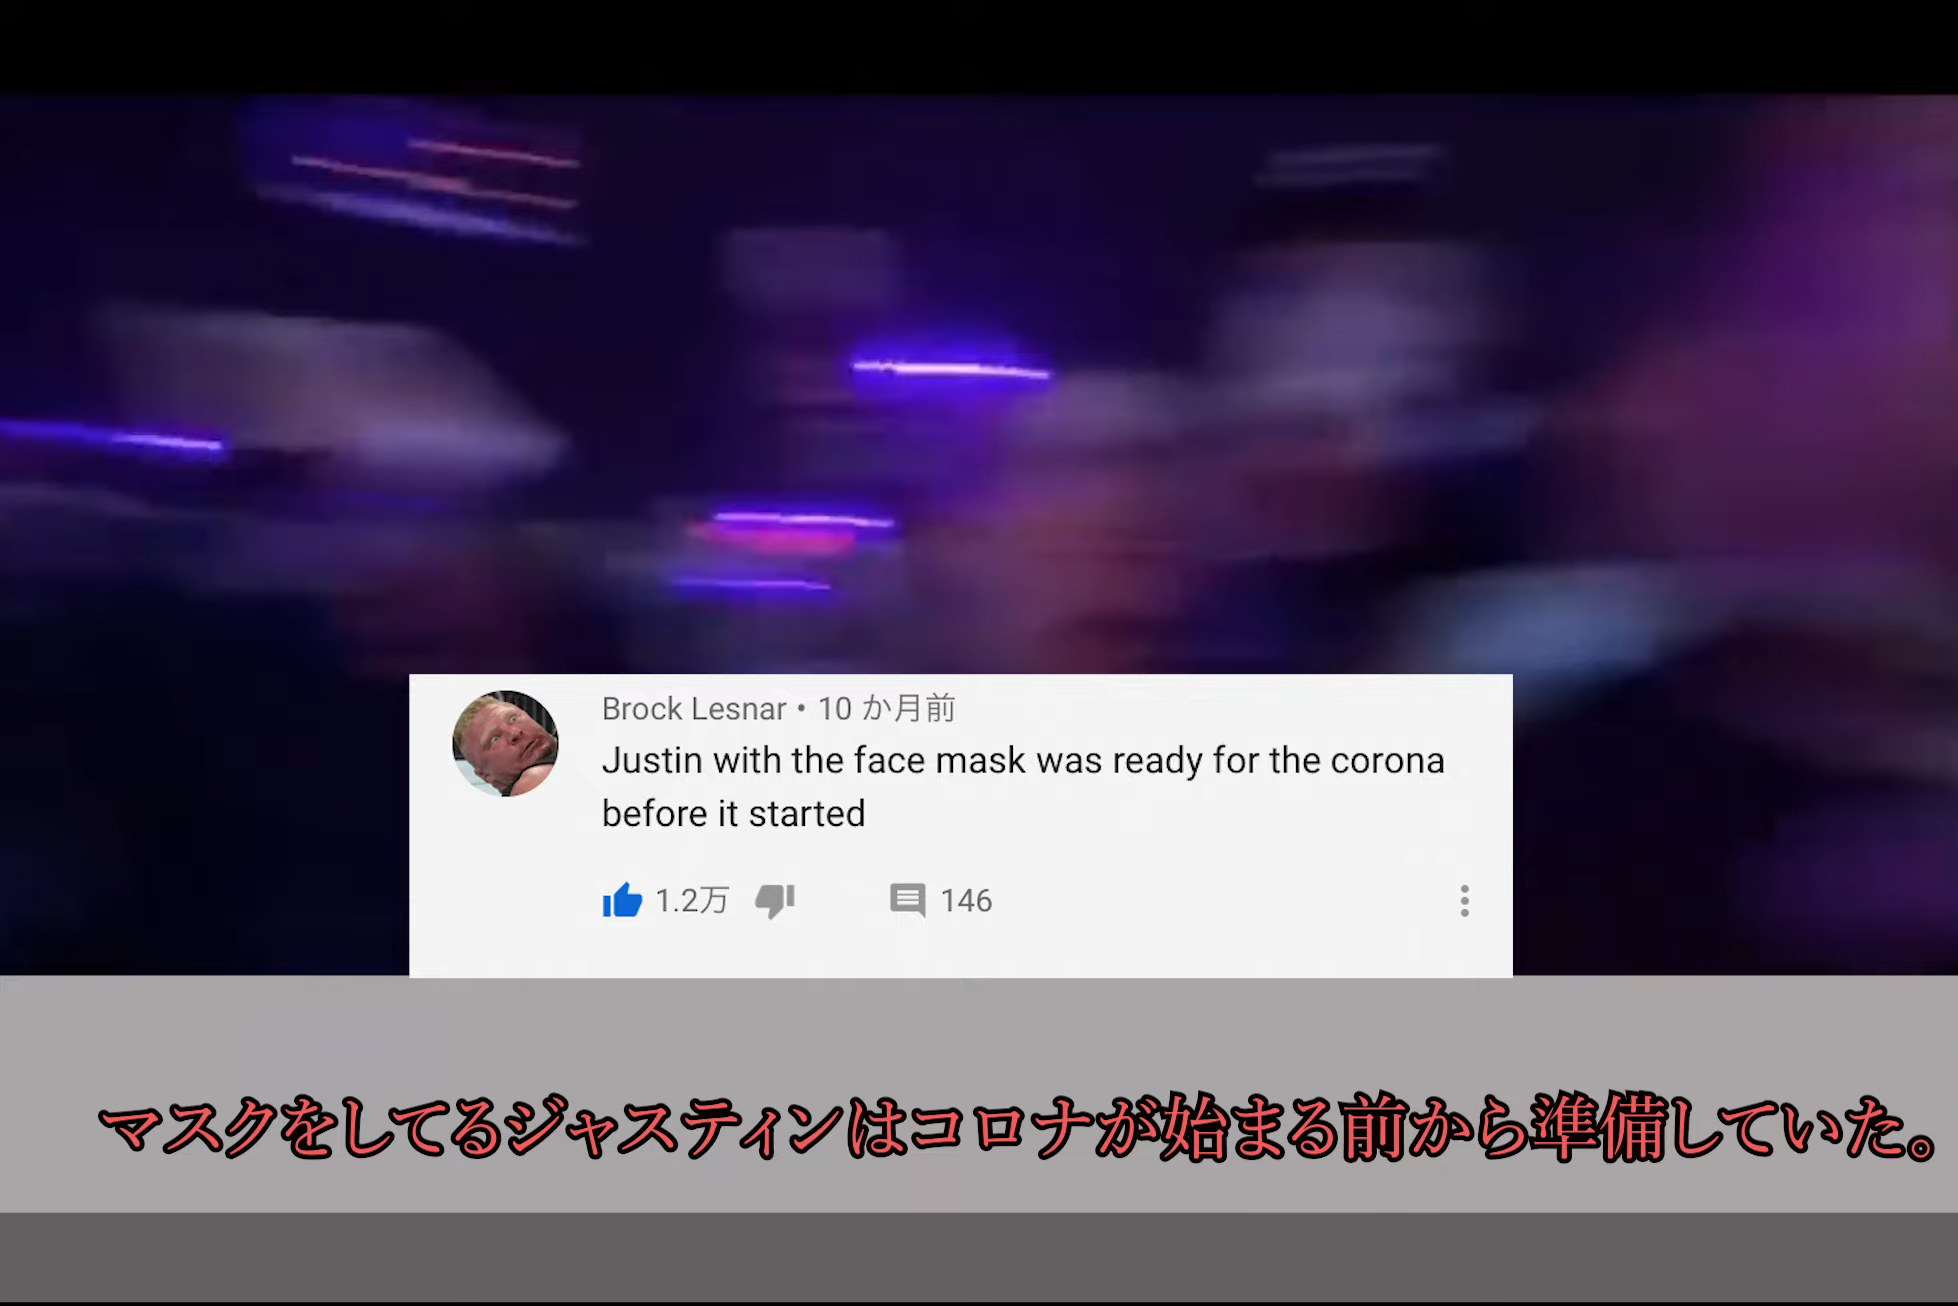 Brock Lesnar • 10 か月前
Justin with the face mask was ready for the corona
before it started
1.2万 146
マスクをしてるジャスティンはコロナが始まる前から準備していた。